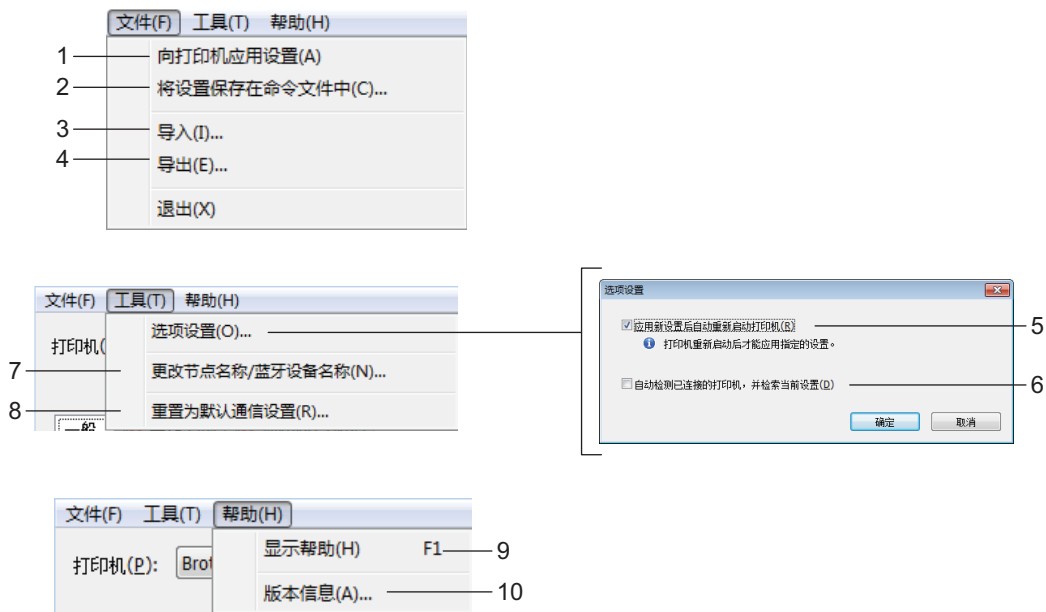 文件(F) 工具(T) 帮助(H)
1 向打印机应用设置(A)
2 将设置保存在命令文件中(C)...
3 导入(I)...
4 导出(E)...
退出(X)
文件(F) 工具(T) 帮助(H)
打印机(
选项设置(O)...
7 更改节点名称/蓝牙设备名称(N)...
8 重置为默认通信设置(R)...
一般
选项设置
应用新设置后自动重新启动打印机(R) 5
打印机重新启动后才能应用指定的设置。
自动检测已连接的打印机，并检索当前设置(D) 6
确定 取消
文件(F) 工具(T) 帮助(H)
打印机(P): Brot
显示帮助(H) F1 9
版本信息(A)... 10